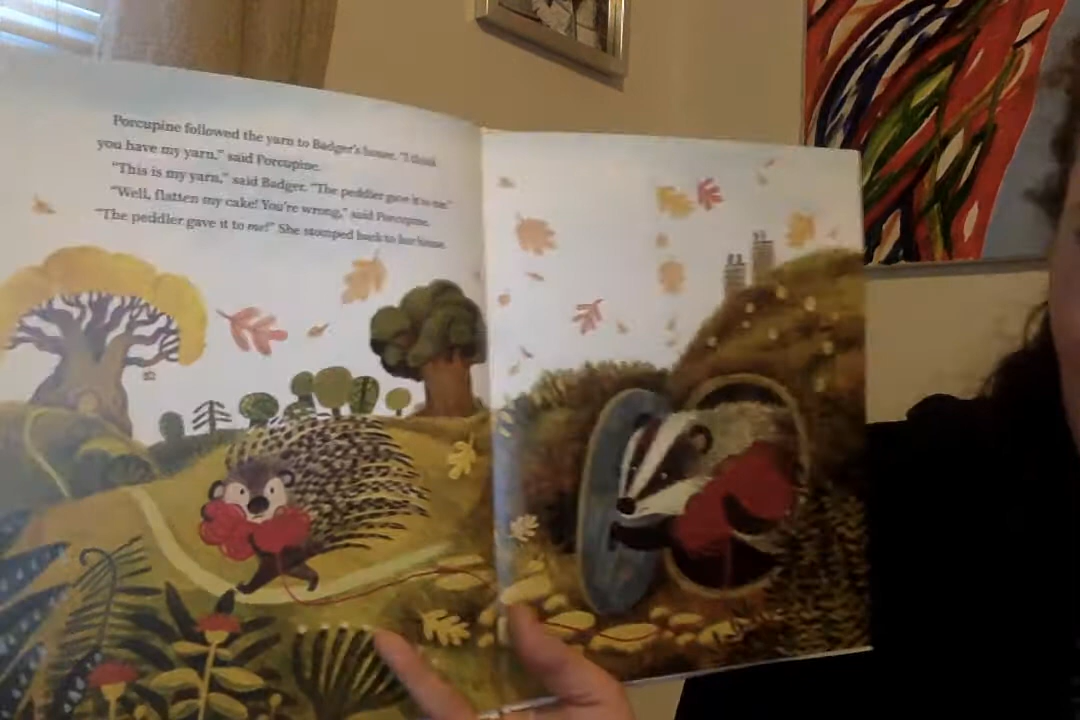 Porcupine followed the yarn to Badger's house. "I think
you have my yarn," said Porcupine.
"This is my yarn," said Badger. "The peddler gave it to me."
"Well, flatten my cake! You're wrong," said Porcupine.
"The peddler gave it to me!" She stomped back to her house.